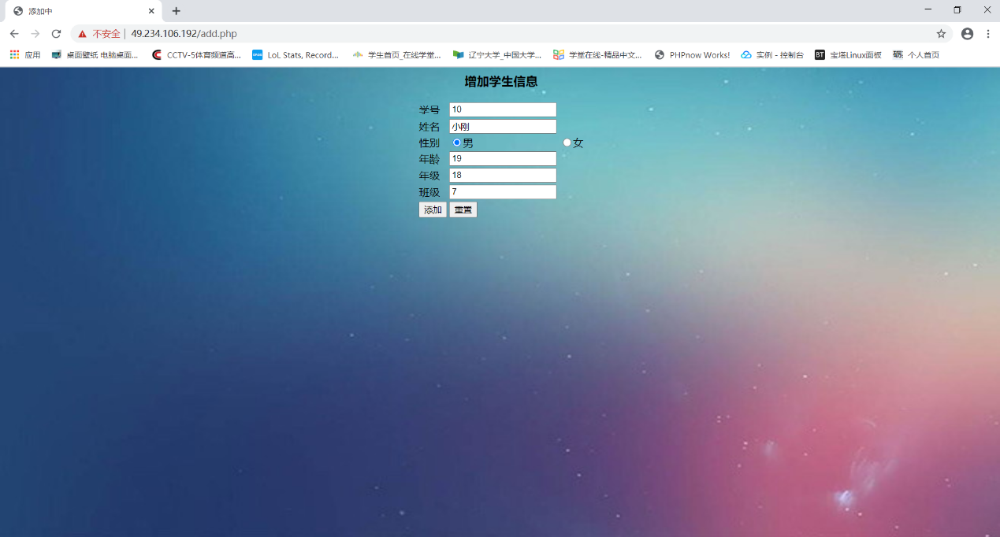 添加中
不安全 | 49.234.106.192/add.php
应用 桌面壁纸 电脑桌面... CCTV-5体育频道高... LoL Stats, Record... 学生首页_在线学堂... 辽宁大学_中国大学... 学堂在线-精品中文... PHPnow Works! 实例 - 控制台 BT 宝塔Linux面板 个人首页
增加学生信息
学号 10
姓名 小刚
性别 男 女
年龄 19
年级 18
班级 7
添加 重置